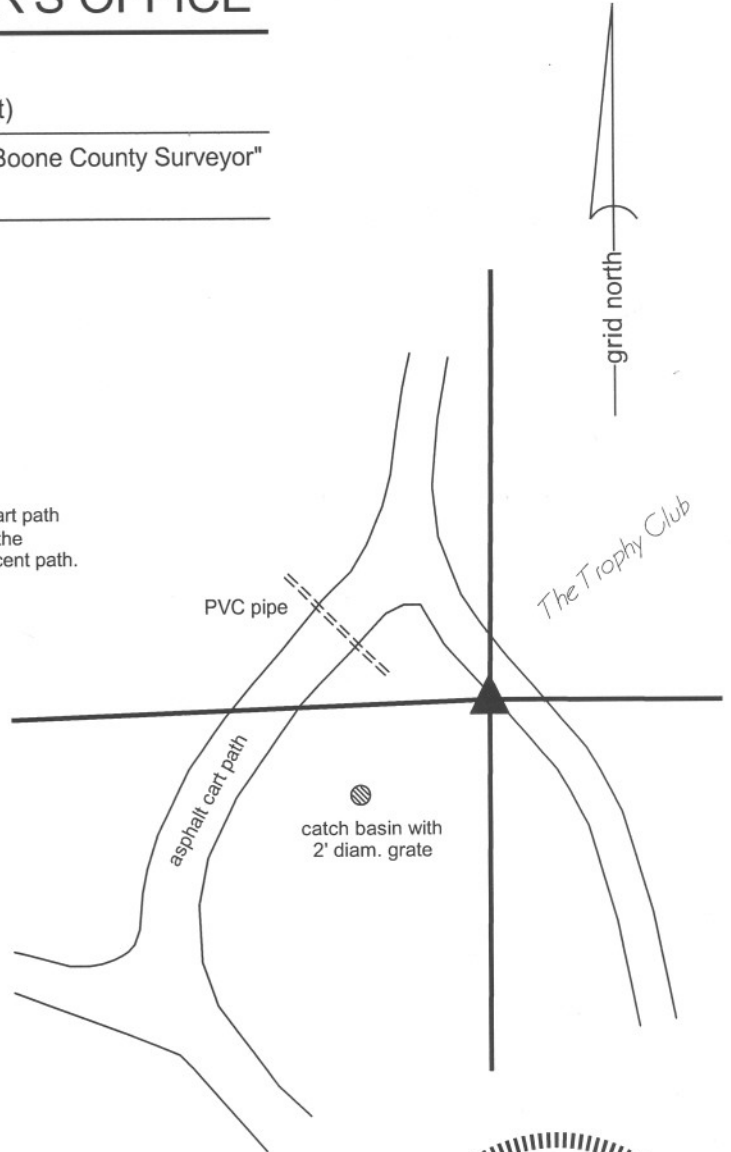 R'S OFFICE
t)
Boone County Surveyor"
grid north
art path
the
cent path.
The Trophy Club
PVC pipe
asphalt cart path
catch basin with
2' diam. grate